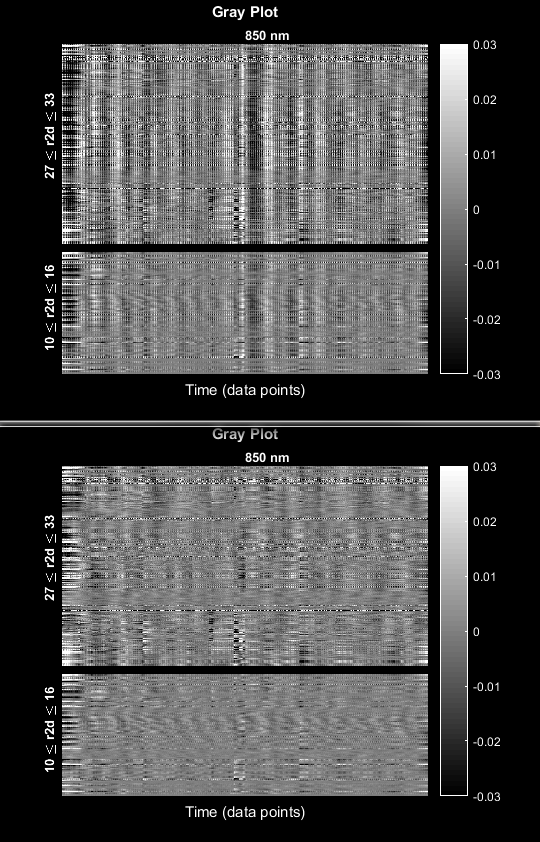 Gray Plot
850 nm
27 <| r2d <| 33
10 <| r2d <| 16
0.03
0.02
0.01
0
-0.01
-0.02
-0.03
Time (data points)
Gray Plot
850 nm
27 <| r2d <| 33
10 <| r2d <| 16
0.03
0.02
0.01
0
-0.01
-0.02
-0.03
Time (data points)